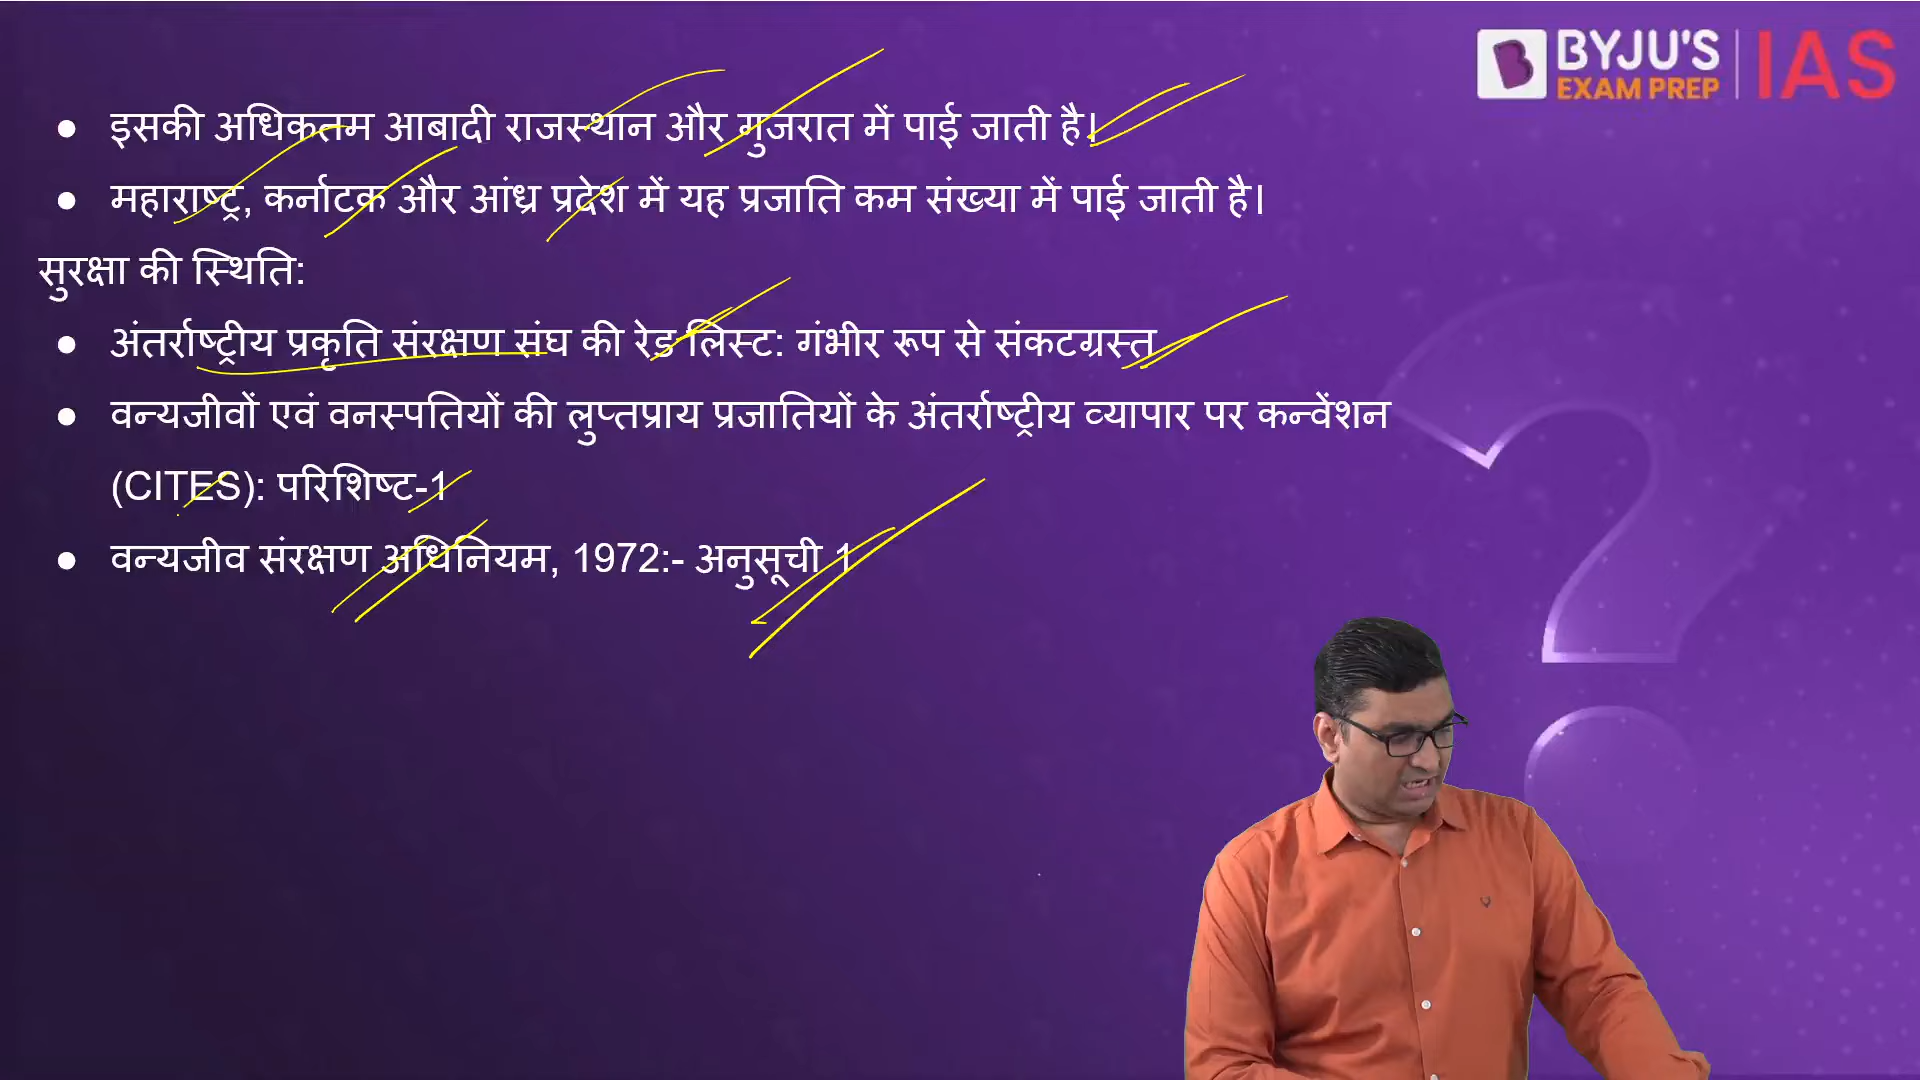 BYJU'S
EXAM PREP
IAS
● इसकी अधिकतम आबादी राजस्थान और गुजरात में पाई जाती है।
● महाराष्ट्र, कर्नाटक और आंध्र प्रदेश में यह प्रजाति कम संख्या में पाई जाती है।
सुरक्षा की स्थिति:
● अंतर्राष्ट्रीय प्रकृति संरक्षण संघ की रेड लिस्ट: गंभीर रूप से संकटग्रस्त
● वन्यजीवों एवं वनस्पतियों की लुप्तप्राय प्रजातियों के अंतर्राष्ट्रीय व्यापार पर कन्वेंशन
(CITES): परिशिष्ट-1
● वन्यजीव संरक्षण अधिनियम, 1972:- अनुसूची 1